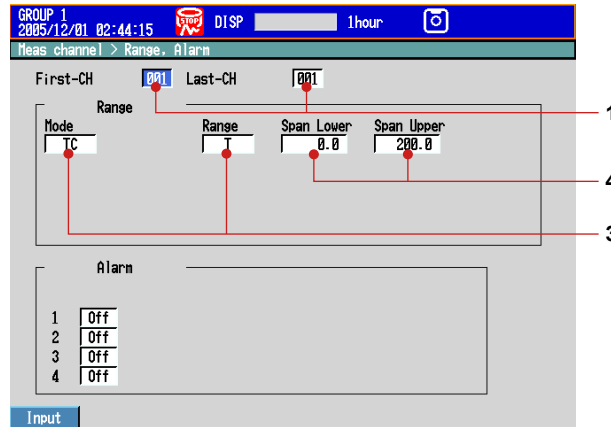 GROUP 1
2005/12/01 02:44:15 STOP DISP 1hour
Meas channel > Range, Alarm
First-CH 001 Last-CH 001
1
Range
Mode Range Span Lower Span Upper
TC T 0.0 200.0
4
3
Alarm
1 Off
2 Off
3 Off
4 Off
Input